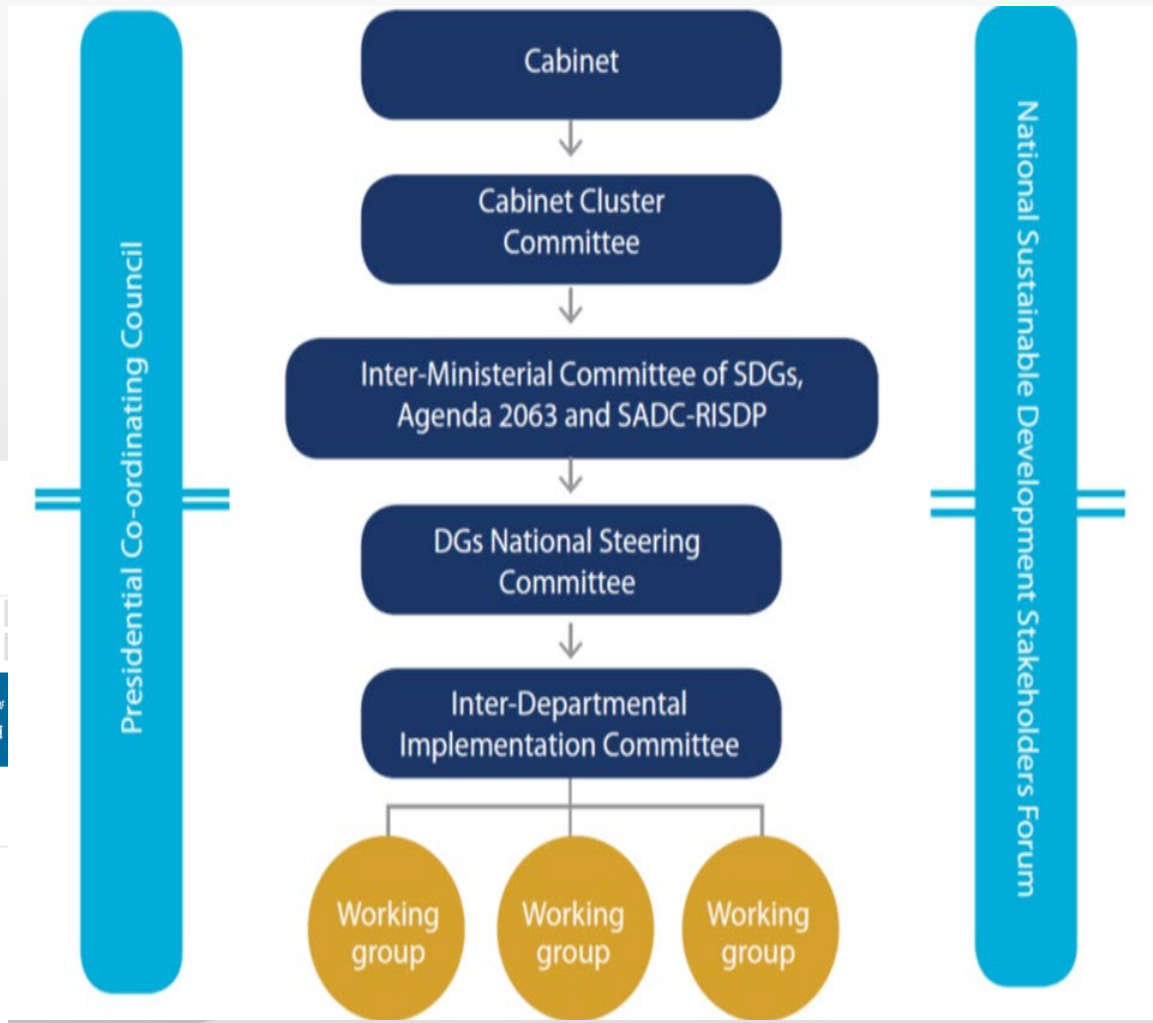 Cabinet
Cabinet Cluster
Committee
Inter-Ministerial Committee of SDGs,
Agenda 2063 and SADC-RISDP
DGs National Steering
Committee
Inter-Departmental
Implementation Committee
Working
group
Working
group
Working
group
Presidential Co-ordinating Council
National Sustainable Development Stakeholders Forum